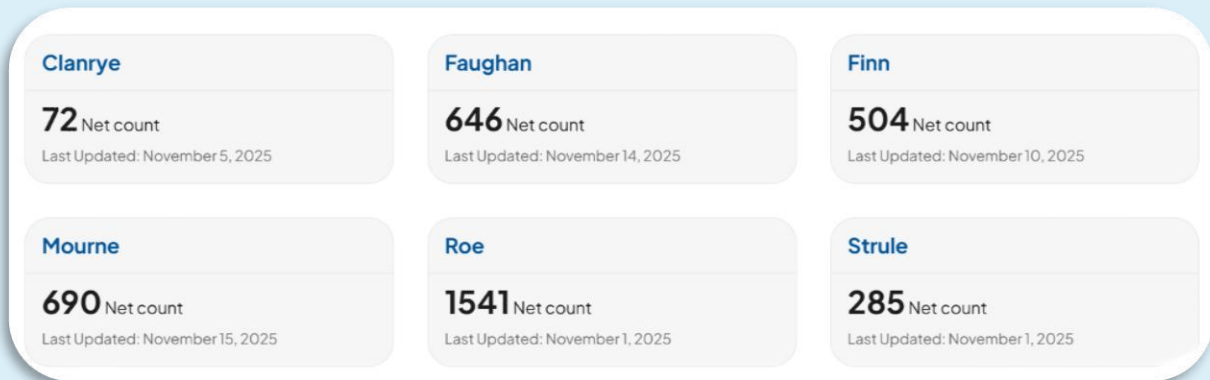 Clanrye
72 Net count
Last Updated: November 5, 2025
Faughan
646 Net count
Last Updated: November 14, 2025
Finn
504 Net count
Last Updated: November 10, 2025
Mourne
690 Net count
Last Updated: November 15, 2025
Roe
1541 Net count
Last Updated: November 1, 2025
Strule
285 Net count
Last Updated: November 1, 2025